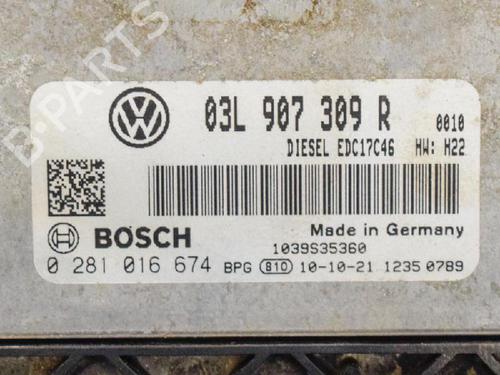 03L 907 309 R 0010
DIESEL EDC17C46 HW: H22
Made in Germany
BOSCH
1039S35360
0 281 016 674 BPG 810 10-10-21 1235 0789
B-PARTS